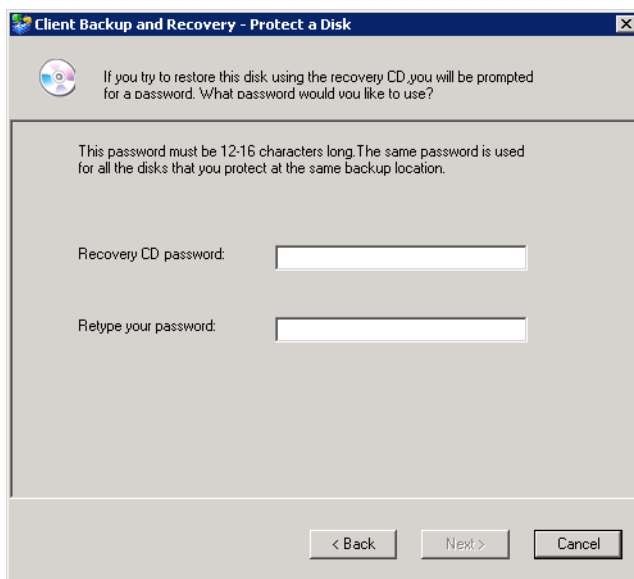 Client Backup and Recovery - Protect a Disk
If you try to restore this disk using the recovery CD,you will be prompted
for a password. What password would you like to use?
This password must be 12-16 characters long.The same password is used
for all the disks that you protect at the same backup location.
Recovery CD password:
Retype your password:
< Back
Next >
Cancel